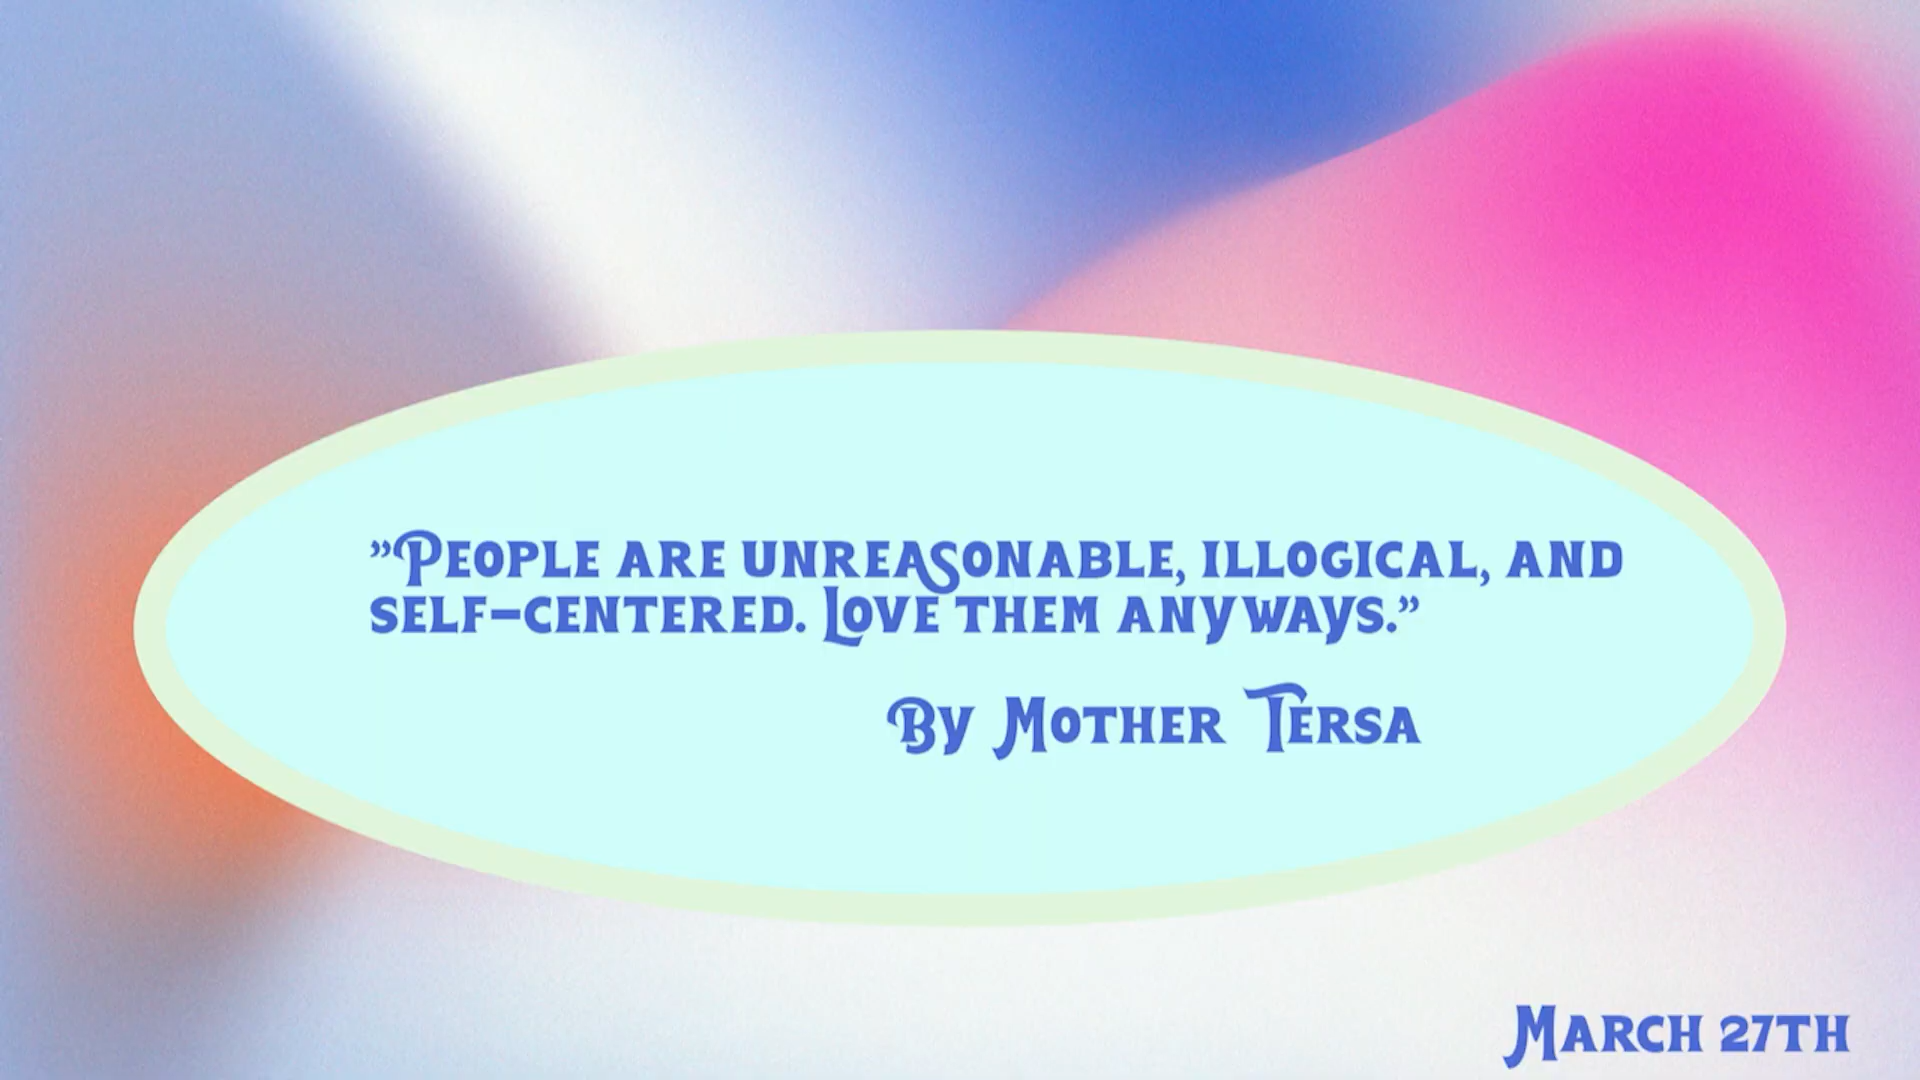 ”People are unreasonable, illogical, and
self-centered. Love them anyways.”
By Mother Tersa
March 27th